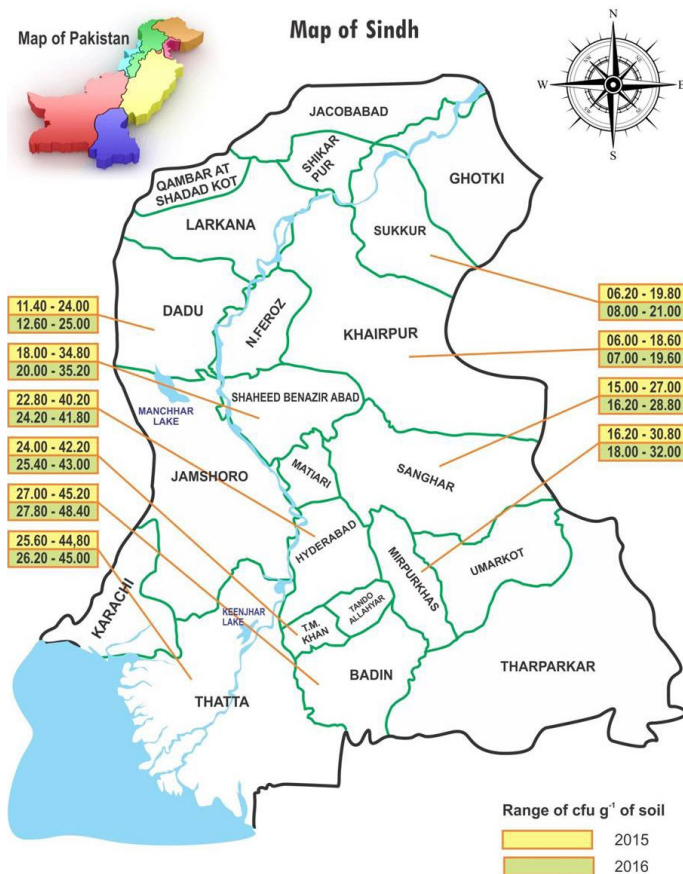 Map of Sindh
Map of Pakistan
N
W
E
S
JACOBABAD
SHIKAR
PUR
QAMBAR AT
SHADAD KOT
GHOTKI
LARKANA
SUKKUR
DADU
N.FEROZ
KHAIRPUR
11.40 - 24.00
12.60 - 25.00
18.00 - 34.80
20.00 - 35.20
22.80 - 40.20
24.20 - 41.80
24.00 - 42.20
25.40 - 43.00
27.00 - 45.20
27.80 - 48.40
25.60 - 44,80
26.20 - 45.00
06.20 - 19.80
08.00 - 21.00
06.00 - 18.60
07.00 - 19.60
15.00 - 27.00
16.20 - 28.80
16.20 - 30.80
18.00 - 32.00
MANCHHAR
LAKE
SHAHEED BENAZIR ABAD
JAMSHORO
MATIARI
SANGHAR
HYDERABAD
MIRPURKHAS
UMARKOT
KARACHI
KEENJHAR
LAKE
T.M.
KHAN
TANDO
ALLAHYAR
THATTA
BADIN
THARPARKAR
Range of cfu g⁻¹ of soil
2015
2016